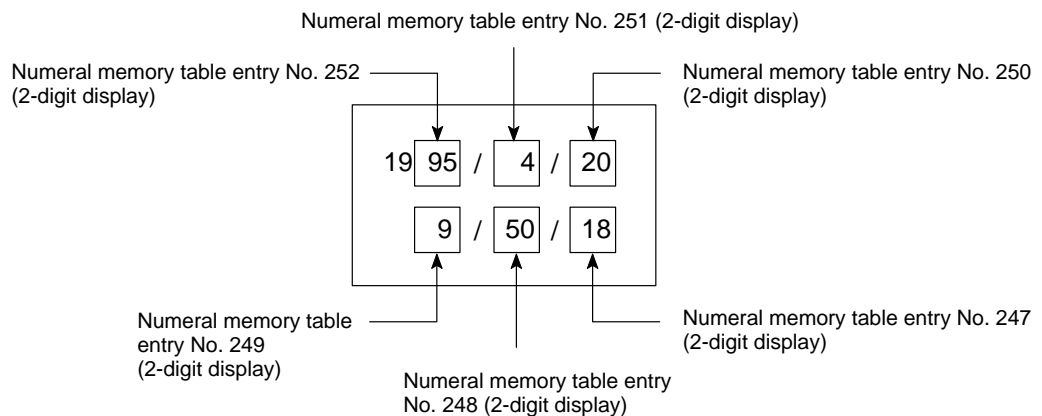 Numeral memory table entry No. 251 (2-digit display)
Numeral memory table entry No. 252
(2-digit display)
Numeral memory table entry No. 250
(2-digit display)
19 95 / 4 / 20
9 / 50 / 18
Numeral memory table
entry No. 249
(2-digit display)
Numeral memory table entry
No. 248 (2-digit display)
Numeral memory table entry No. 247
(2-digit display)